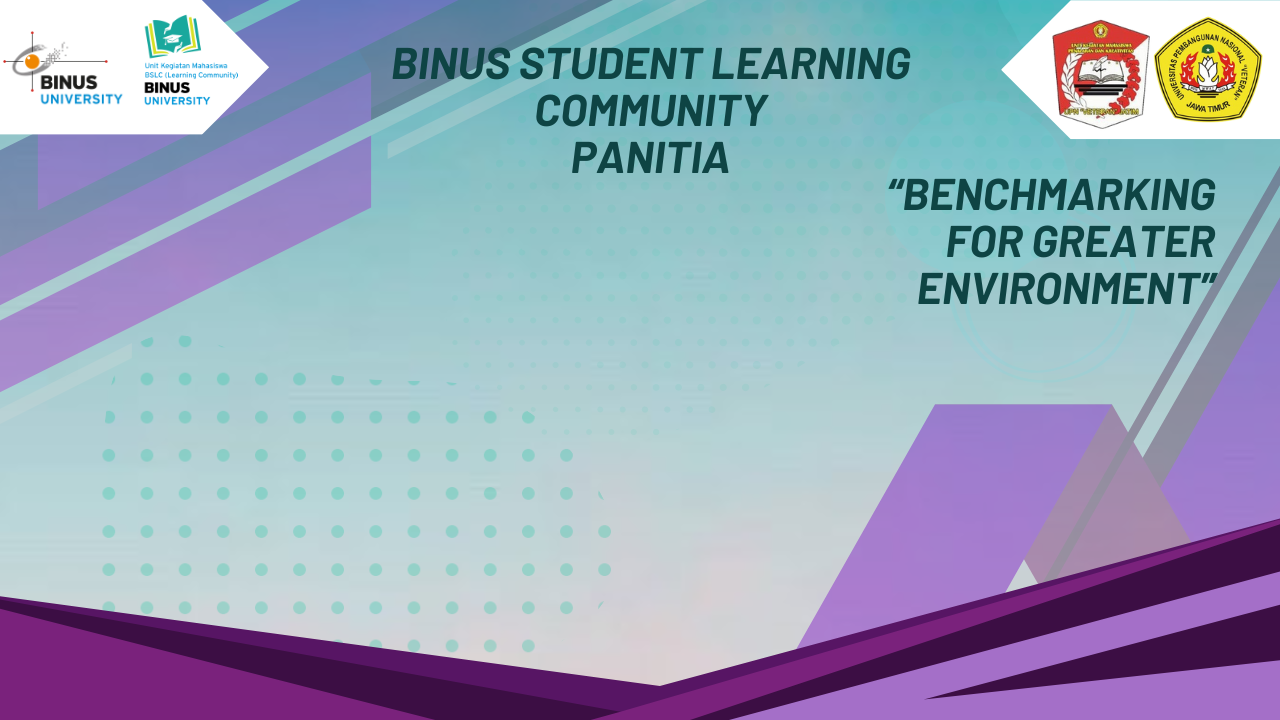 BINUS
UNIVERSITY
Unit Kegiatan Mahasiswa
BSLC (Learning Community)
BINUS
UNIVERSITY
BINUS STUDENT LEARNING
COMMUNITY
PANITIA
UNIVERSITAS PEMBANGUNAN NASIONAL "VETERAN"
JAWA TIMUR
“BENCHMARKING
FOR GREATER
ENVIRONMENT”